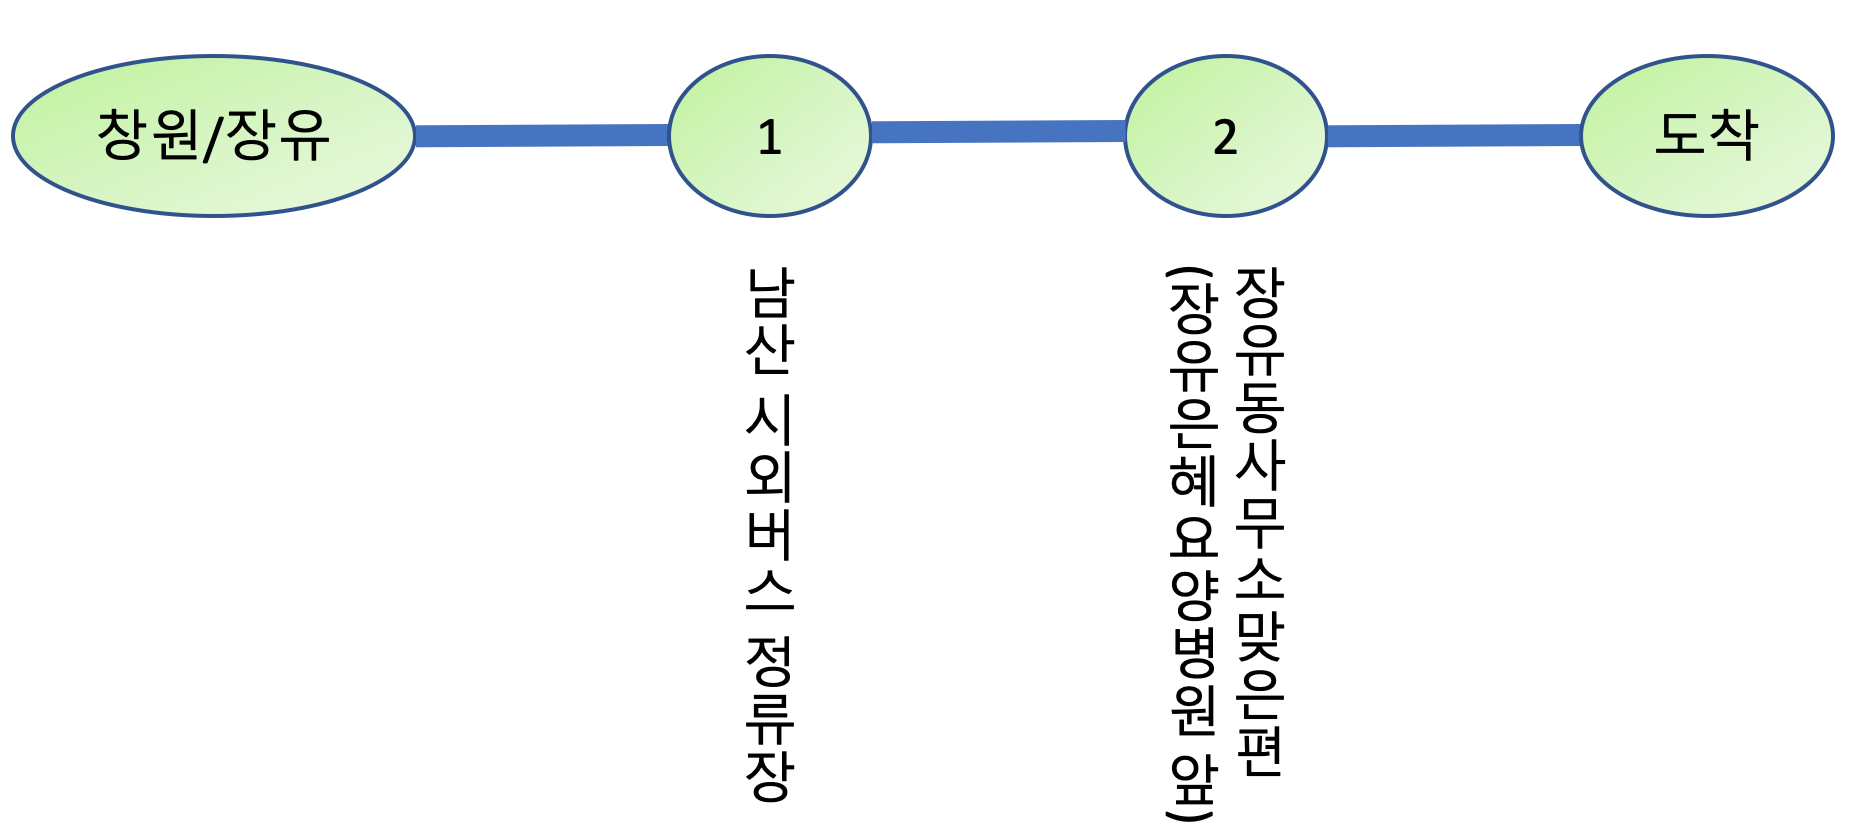 창원/장유
1
2
도착
남산 시외버스 정류장
장유동사무소맞은편
(장유은혜요양병원 앞)